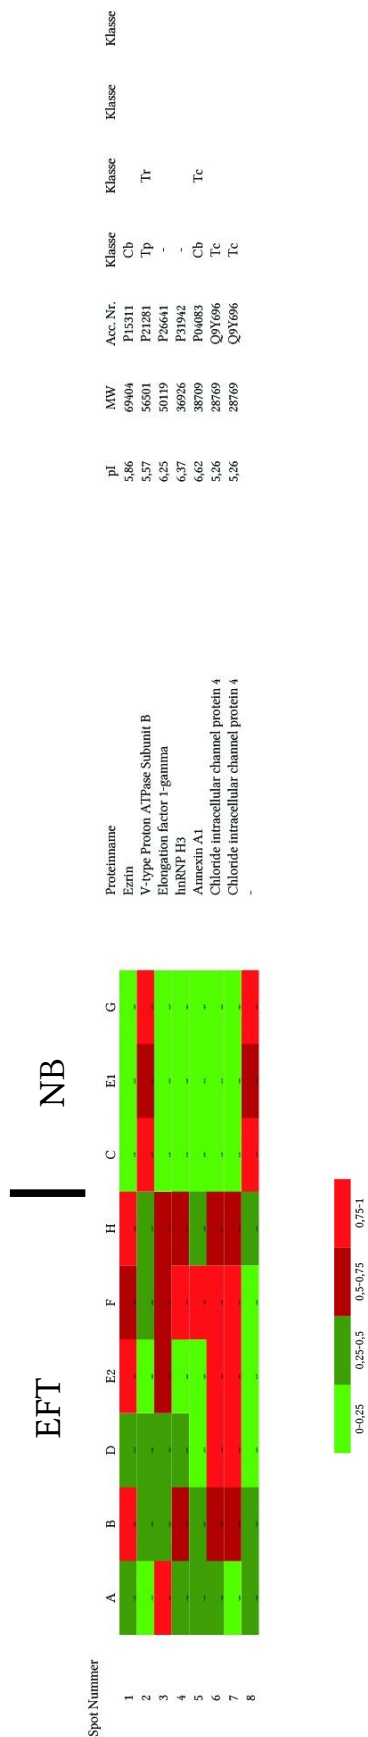 EFT NB
Spot Nummer A B D E2 F H C E1 G Proteinname pI MW Acc. Nr. Klasse Klasse Klasse Klasse
1 Ezrin 5,86 69404 P15311 Cb
2 V-type Proton ATPase Subunit B 5,57 56501 P21281 Tp Tr
3 Elongation factor 1-gamma 6,25 50119 P26641 -
4 hnRNP H3 6,37 36926 P31942 -
5 Annexin A1 6,62 38709 P04083 Cb Tc
6 Chloride intracellular channel protein 4 5,26 28769 Q9Y696 Tc
7 Chloride intracellular channel protein 4 5,26 28769 Q9Y696 Tc
8 -
0-0,25 0,25-0,5 0,5-0,75 0,75-1